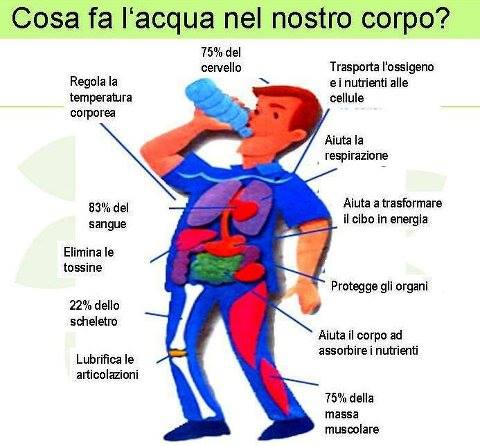 Cosa fa l'acqua nel nostro corpo?
75% del
cervello
Trasporta l'ossigeno
e i nutrienti alle
cellule
Regola la
temperatura
corporea
Aiuta la
respirazione
83% del
sangue
Aiuta a trasformare
il cibo in energia
Elimina le
tossine
Protegge gli organi
22% dello
scheletro
Aiuta il corpo ad
assorbire i nutrienti
Lubrifica le
articolazioni
75% della
massa
muscolare